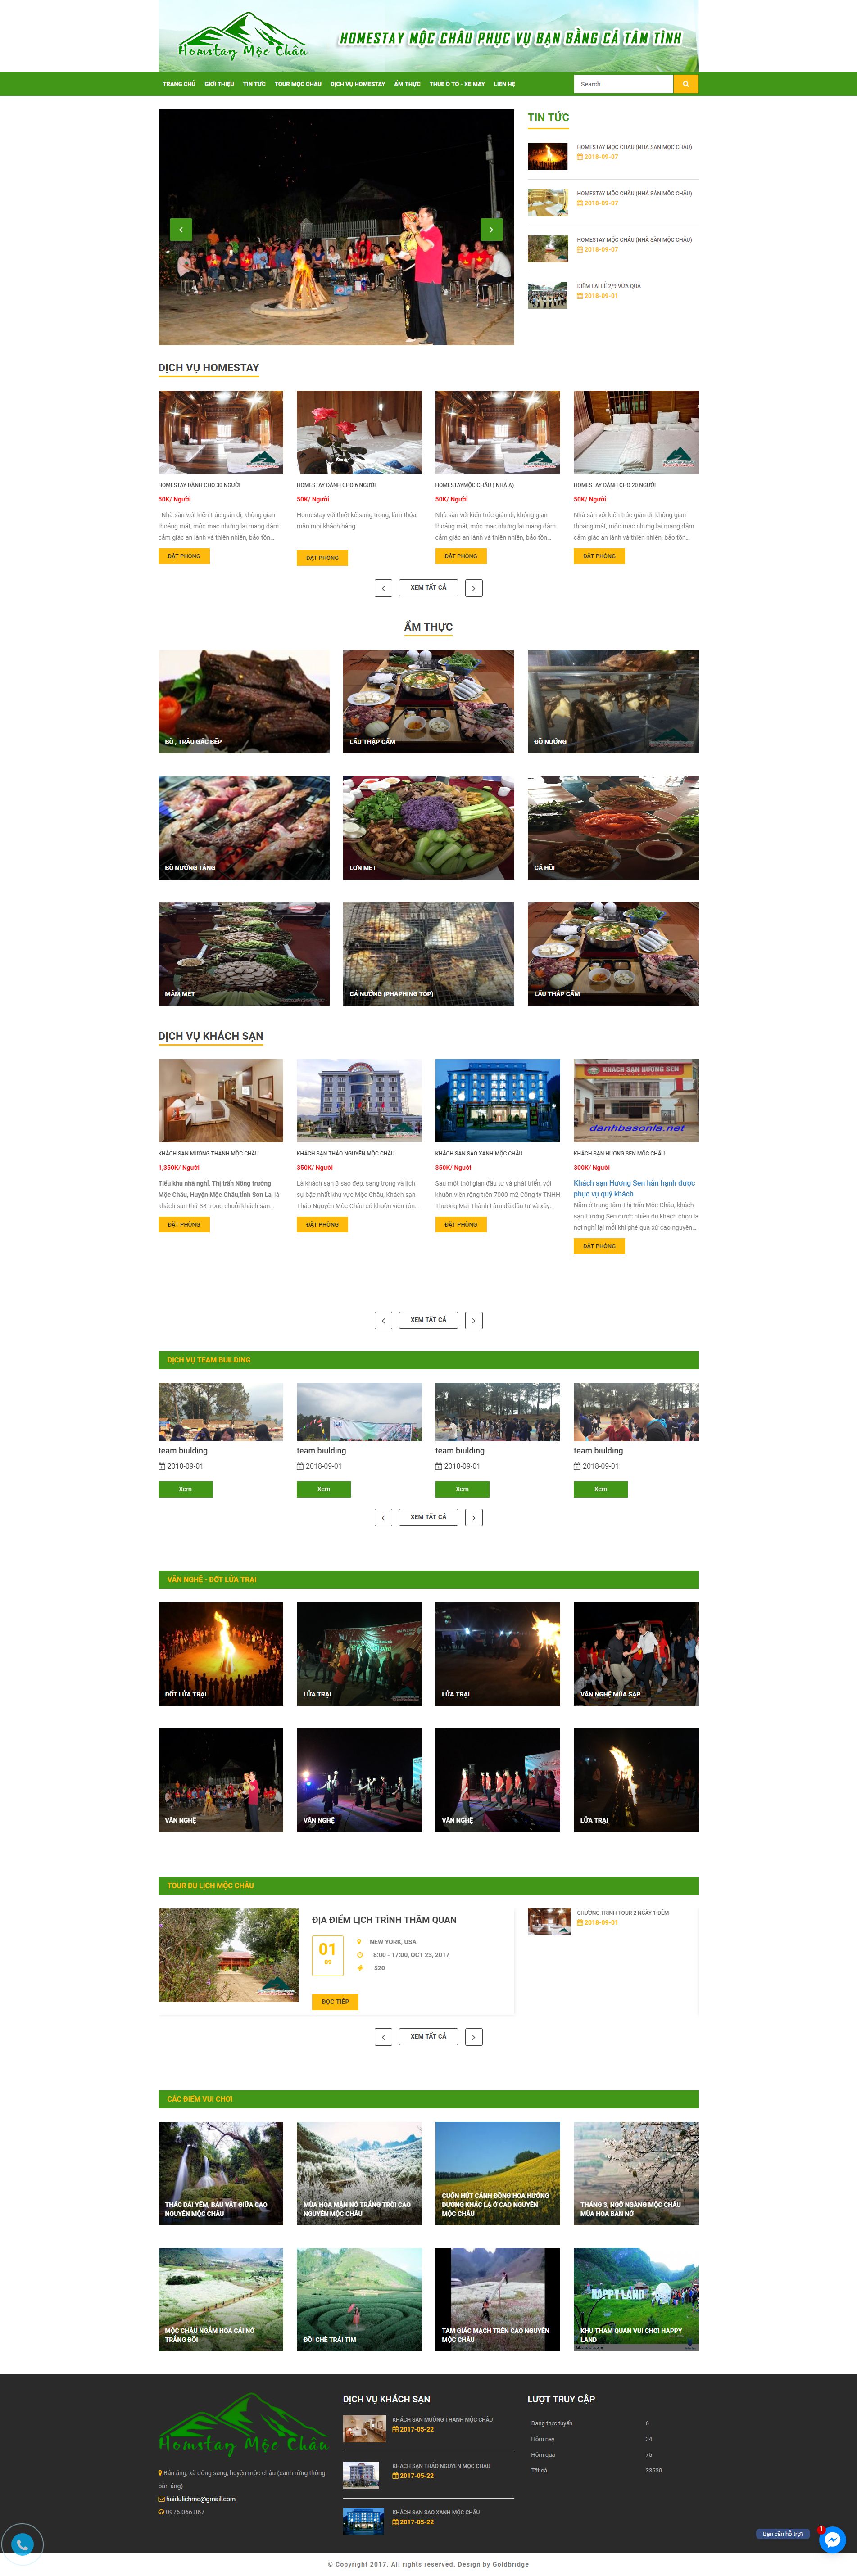 Homstay Mộc Châu
HOMESTAY MỘC CHÂU PHỤC VỤ BẠN BẰNG CẢ TÂM TÌNH
TRANG CHỦ GIỚI THIỆU TIN TỨC TOUR MỘC CHÂU DỊCH VỤ HOMESTAY ẨM THỰC THUÊ Ô TÔ - XE MÁY LIÊN HỆ
Search...
TIN TỨC
HOMESTAY MỘC CHÂU (NHÀ SÀN MỘC CHÂU)
2018-09-07
HOMESTAY MỘC CHÂU (NHÀ SÀN MỘC CHÂU)
2018-09-07
HOMESTAY MỘC CHÂU (NHÀ SÀN MỘC CHÂU)
2018-09-07
ĐIỂM LẠI LỄ 2/9 VỪA QUA
2018-09-01
DỊCH VỤ HOMESTAY
HOMESTAY DÀNH CHO 30 NGƯỜI
50K/ Người
Nhà sàn v.ới kiến trúc giản dị, không gian
thoáng mát, mộc mạc nhưng lại mang đậm
cảm giác an lành và thiên nhiên, bảo tồn...
ĐẶT PHÒNG
HOMESTAY DÀNH CHO 6 NGƯỜI
50K/ Người
Homestay với thiết kế sang trọng, làm thỏa
mãn mọi khách hàng.
ĐẶT PHÒNG
HOMESTAYMỘC CHÂU ( NHÀ A)
50K/ Người
Nhà sàn với kiến trúc giản dị, không gian
thoáng mát, mộc mạc nhưng lại mang đậm
cảm giác an lành và thiên nhiên, bảo tồn...
ĐẶT PHÒNG
HOMESTAY DÀNH CHO 20 NGƯỜI
50K/ Người
Nhà sàn với kiến trúc giản dị, không gian
thoáng mát, mộc mạc nhưng lại mang đậm
cảm giác an lành và thiên nhiên, bảo tồn...
ĐẶT PHÒNG
XEM TẤT CẢ
ẨM THỰC
BÒ , TRÂU GÁC BẾP
LẨU THẬP CẨM
ĐỒ NƯỚNG
BÒ NƯỚNG TẢNG
LỢN MẸT
CÁ HỒI
MÂM MẸT
CÁ NƯỚNG (PHAPHING TOP)
LẨU THẬP CẨM
DỊCH VỤ KHÁCH SẠN
KHÁCH SẠN MƯỜNG THANH MỘC CHÂU
1,350K/ Người
Tiểu khu nhà nghỉ, Thị trấn Nông trường
Mộc Châu, Huyện Mộc Châu,tỉnh Sơn La, là
khách sạn thứ 38 trong chuỗi khách sạn...
ĐẶT PHÒNG
KHÁCH SẠN THẢO NGUYÊN MỘC CHÂU
350K/ Người
Là khách sạn 3 sao đẹp, sang trọng và lịch
sự bậc nhất khu vực Mộc Châu, Khách sạn
Thảo Nguyên Mộc Châu có khuôn viên rộn...
ĐẶT PHÒNG
KHÁCH SẠN SAO XANH MỘC CHÂU
350K/ Người
Sau một thời gian đầu tư và phát triển, với
khuôn viên rộng trên 7000 m2 Công ty TNHH
Thương Mại Thành Lâm đã đầu tư và xây...
ĐẶT PHÒNG
KHÁCH SẠN HƯƠNG SEN
danhbasonla.net
KHÁCH SẠN HƯƠNG SEN MỘC CHÂU
300K/ Người
Khách sạn Hương Sen hân hạnh được
phục vụ quý khách
Nằm ở trung tâm Thị trấn Mộc Châu, khách
sạn Hương Sen được nhiều du khách chọn là
nơi nghỉ lại mỗi khi ghé qua xứ cao nguyên...
ĐẶT PHÒNG
XEM TẤT CẢ
DỊCH VỤ TEAM BUILDING
team biulding
2018-09-01
Xem
team biulding
2018-09-01
Xem
team biulding
2018-09-01
Xem
team biulding
2018-09-01
Xem
XEM TẤT CẢ
VĂN NGHỆ - ĐỐT LỬA TRẠI
ĐỐT LỬA TRẠI
LỬA TRẠI
LỬA TRẠI
VĂN NGHỆ MÚA SẠP
VĂN NGHỆ
VĂN NGHỆ
VĂN NGHỆ
LỬA TRẠI
TOUR DU LỊCH MỘC CHÂU
ĐỊA ĐIỂM LỊCH TRÌNH THĂM QUAN
01
09
NEW YORK, USA
8:00 - 17:00, OCT 23, 2017
$20
ĐỌC TIẾP
CHƯƠNG TRÌNH TOUR 2 NGÀY 1 ĐÊM
2018-09-01
XEM TẤT CẢ
CÁC ĐIỂM VUI CHƠI
THÁC DẢI YẾM, BÁU VẬT GIỮA CAO
NGUYÊN MỘC CHÂU
MÙA HOA MẬN NỞ TRẮNG TRỜI CAO
NGUYÊN MỘC CHÂU
CUỐN HÚT CÁNH ĐỒNG HOA HƯỚNG
DƯƠNG KHÁC LẠ Ở CAO NGUYÊN
MỘC CHÂU
THÁNG 3, NGỠ NGÀNG MỘC CHÂU
MÙA HOA BAN NỞ
MỘC CHÂU NGẮM HOA CẢI NỞ
TRẮNG ĐỒI
ĐỒI CHÈ TRÁI TIM
TAM GIÁC MẠCH TRÊN CAO NGUYÊN
MỘC CHÂU
HAPPY LAND
KHU THAM QUAN VUI CHƠI HAPPY
LAND
Homstay Mộc Châu
Bản áng, xã đông sang, huyện mộc châu (cạnh rừng thông
bản áng)
haidulichmc@gmail.com
0976.066.867
DỊCH VỤ KHÁCH SẠN
KHÁCH SẠN MƯỜNG THANH MỘC CHÂU
2017-05-22
KHÁCH SẠN THẢO NGUYÊN MỘC CHÂU
2017-05-22
KHÁCH SẠN SAO XANH MỘC CHÂU
2017-05-22
LƯỢT TRUY CẬP
Đang trực tuyến 6
Hôm nay 34
Hôm qua 75
Tất cả 33530
Bạn cần hỗ trợ?
1
© Copyright 2017. All rights reserved. Design by Goldbridge